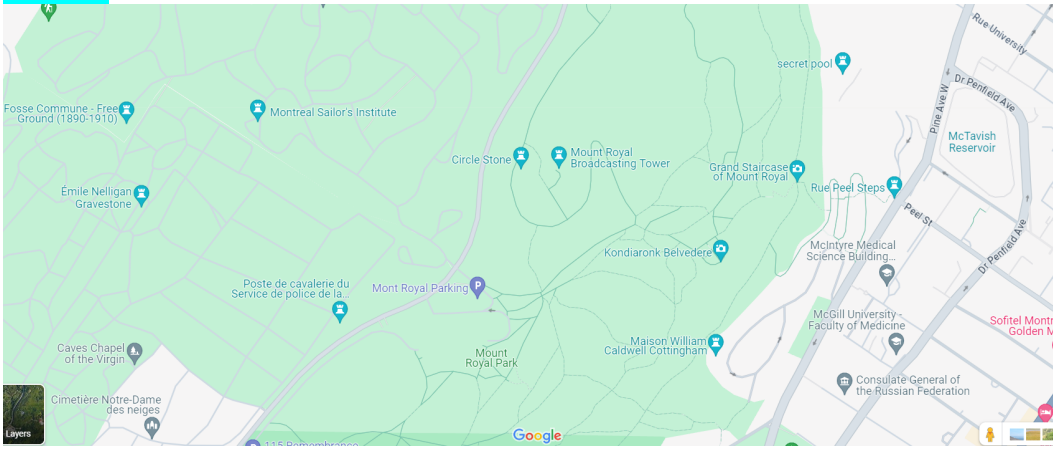 Rue University
secret pool
Dr Penfield Ave
Pine Ave W
Fosse Commune - Free
Ground (1890-1910)
Montreal Sailor's Institute
McTavish
Reservoir
Circle Stone
Mount Royal
Broadcasting Tower
Grand Staircase
of Mount Royal
Rue Peel Steps
Émile Nelligan
Gravestone
Peel St
Kondiaronk Belvedere
McIntyre Medical
Science Building...
Dr Penfield Ave
Poste de cavalerie du
Service de police de la...
Mont Royal Parking
P
McGill University -
Faculty of Medicine
Sofitel Montr
Golden M
Maison William
Caldwell Cottingham
Caves Chapel
of the Virgin
Mount
Royal Park
Consulate General of
the Russian Federation
Cimetière Notre-Dame
des neiges
Layers
Google
115 Remembrance